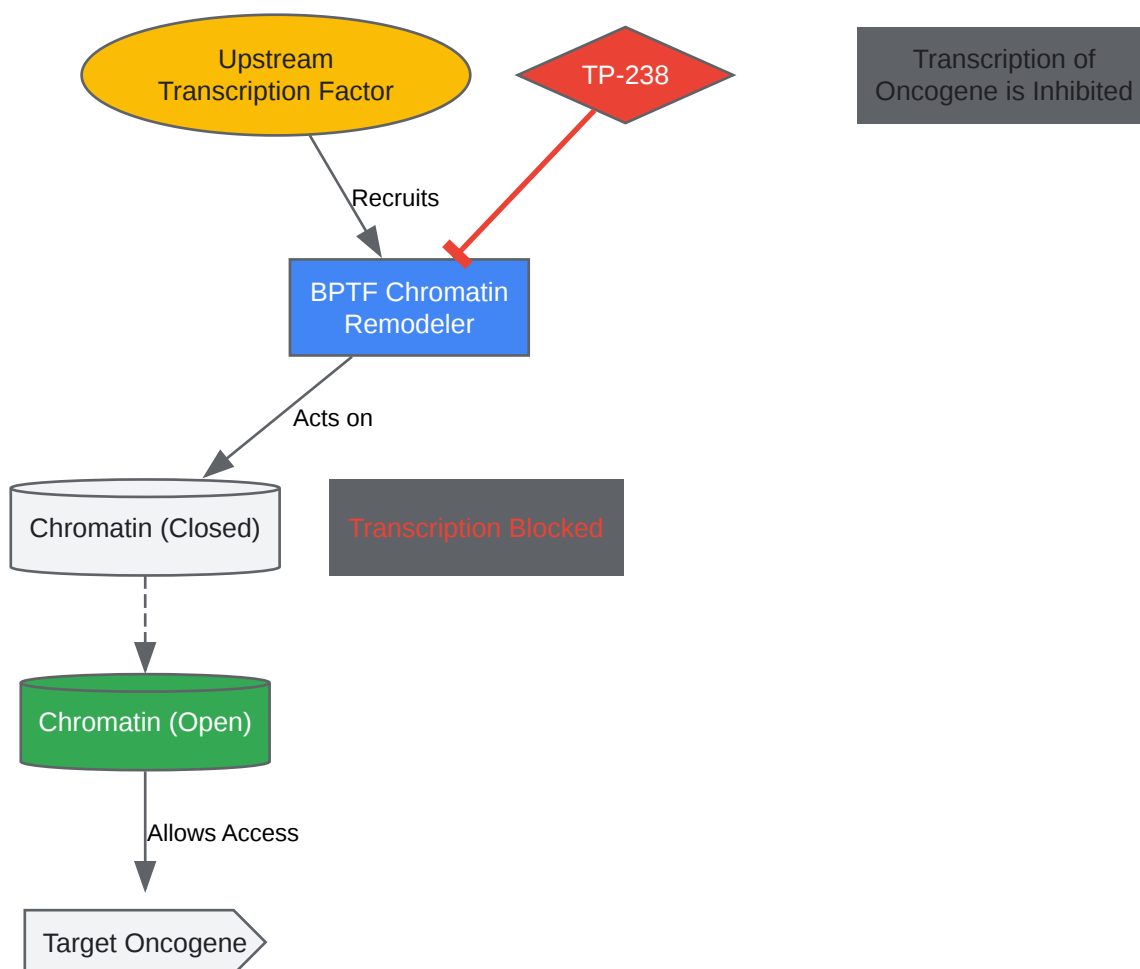 Upstream
Transcription Factor
TP-238
Transcription of
Oncogene is Inhibited
Recruits
BPTF Chromatin
Remodeler
Acts on
Chromatin (Closed)
Transcription Blocked
Chromatin (Open)
Allows Access
Target Oncogene